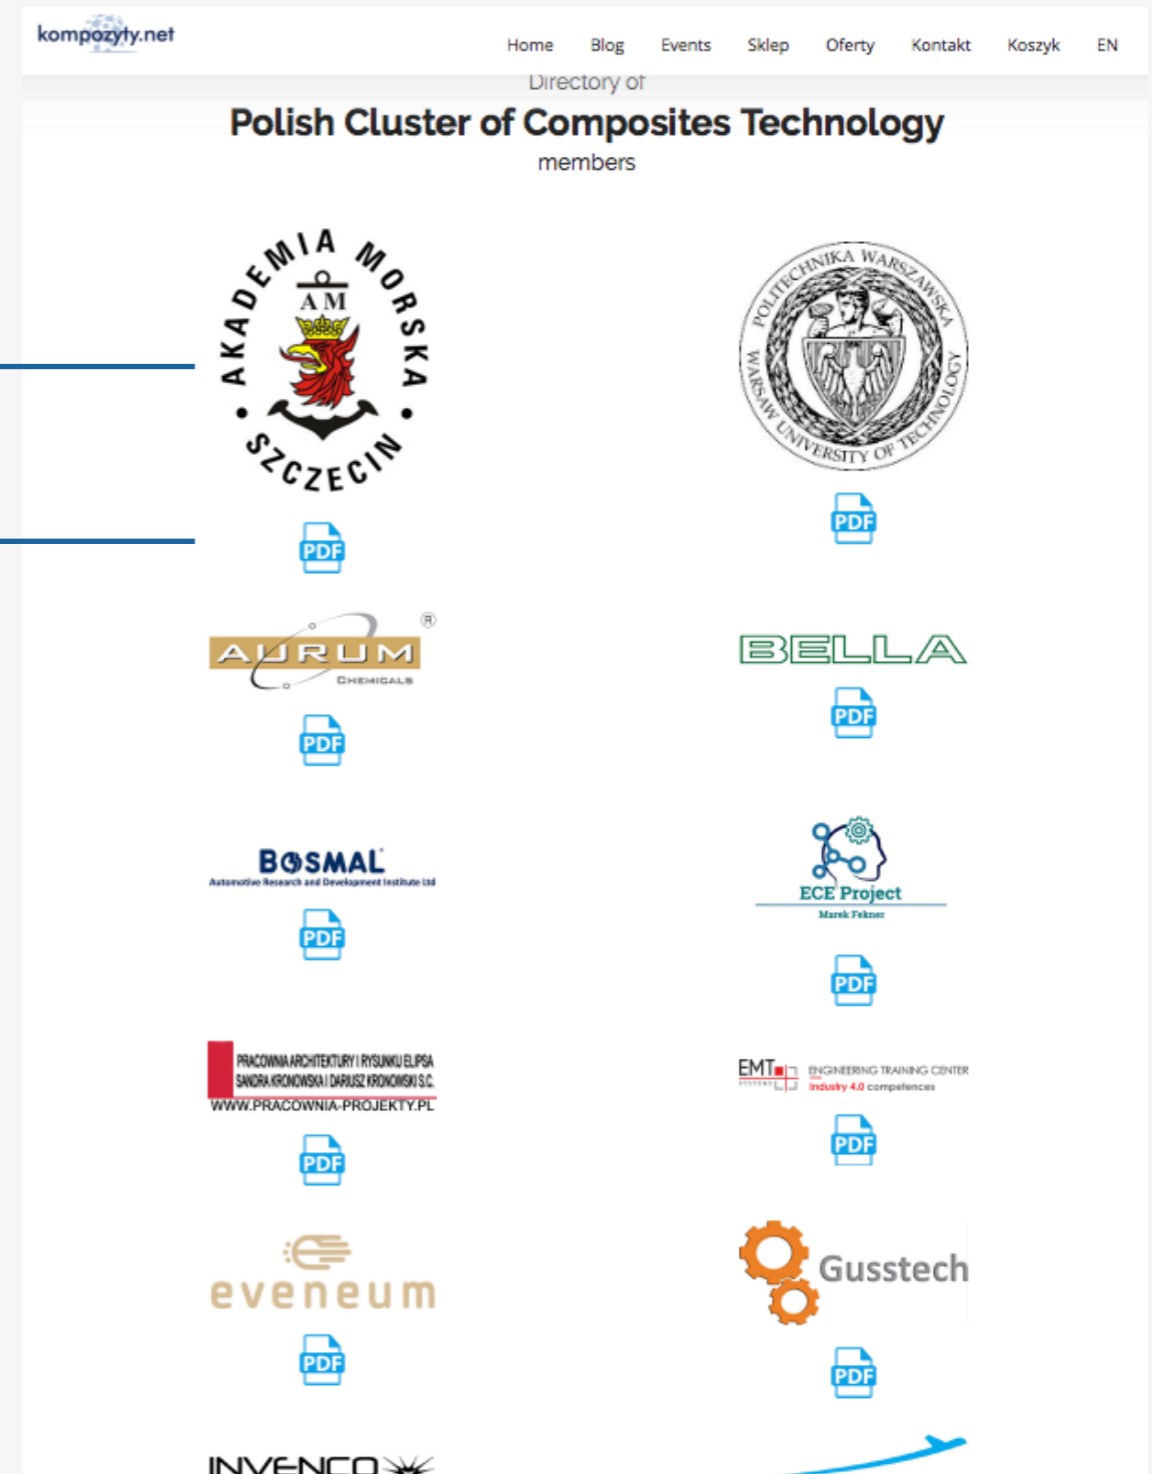 kompozyty.net
Home Blog Events Sklep Oferty Kontakt Koszyk EN
Directory of
Polish Cluster of Composites Technology
members
AKADEMIA MORSKA
AM
• SZCZECIN •
POLITECHNIKA WARSZAWSKA
WARSAW UNIVERSITY OF TECHNOLOGY
PDF
PDF
AURUM ®
CHEMICALS
BELLA
PDF
PDF
BOSMAL
Automotive Research and Development Institute Ltd
ECE Project
Marek Fekner
PDF
PDF
PRACOWNIA ARCHITEKTURY I RYSUNKU ELIPSA
SANDRA KRONOWSKA I DARIUSZ KRONOWSKI S.C.
WWW.PRACOWNIA-PROJEKTY.PL
EMT
SYSTEMS
ENGINEERING TRAINING CENTER
Industry 4.0 competences
PDF
PDF
eveneum
Gusstech
PDF
PDF
INVENCO